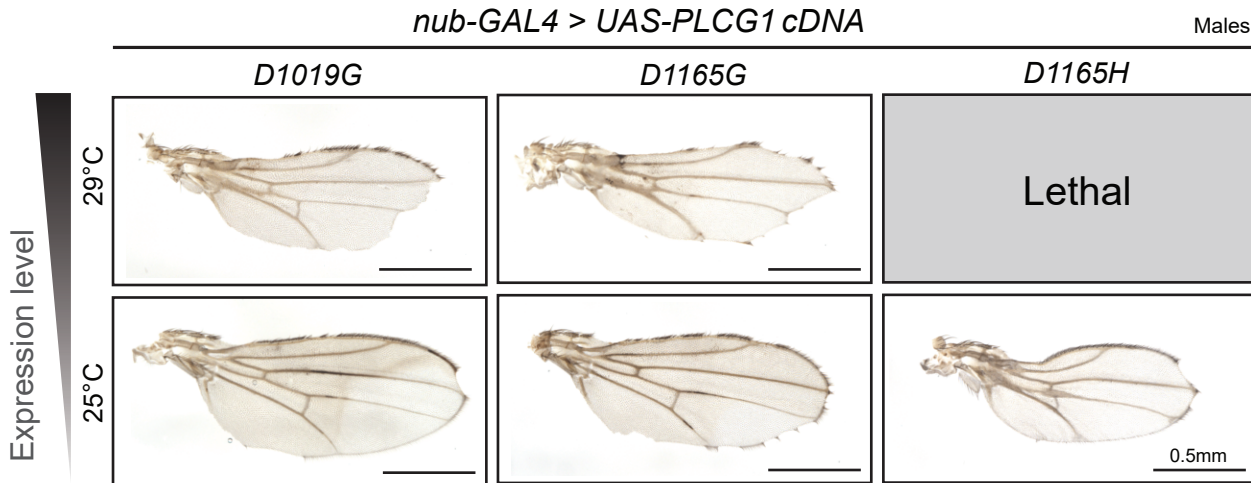 nub-GAL4 > UAS-PLCG1 cDNA
Males
D1019G
D1165G
D1165H
Expression level
29°C
Lethal
25°C
0.5mm